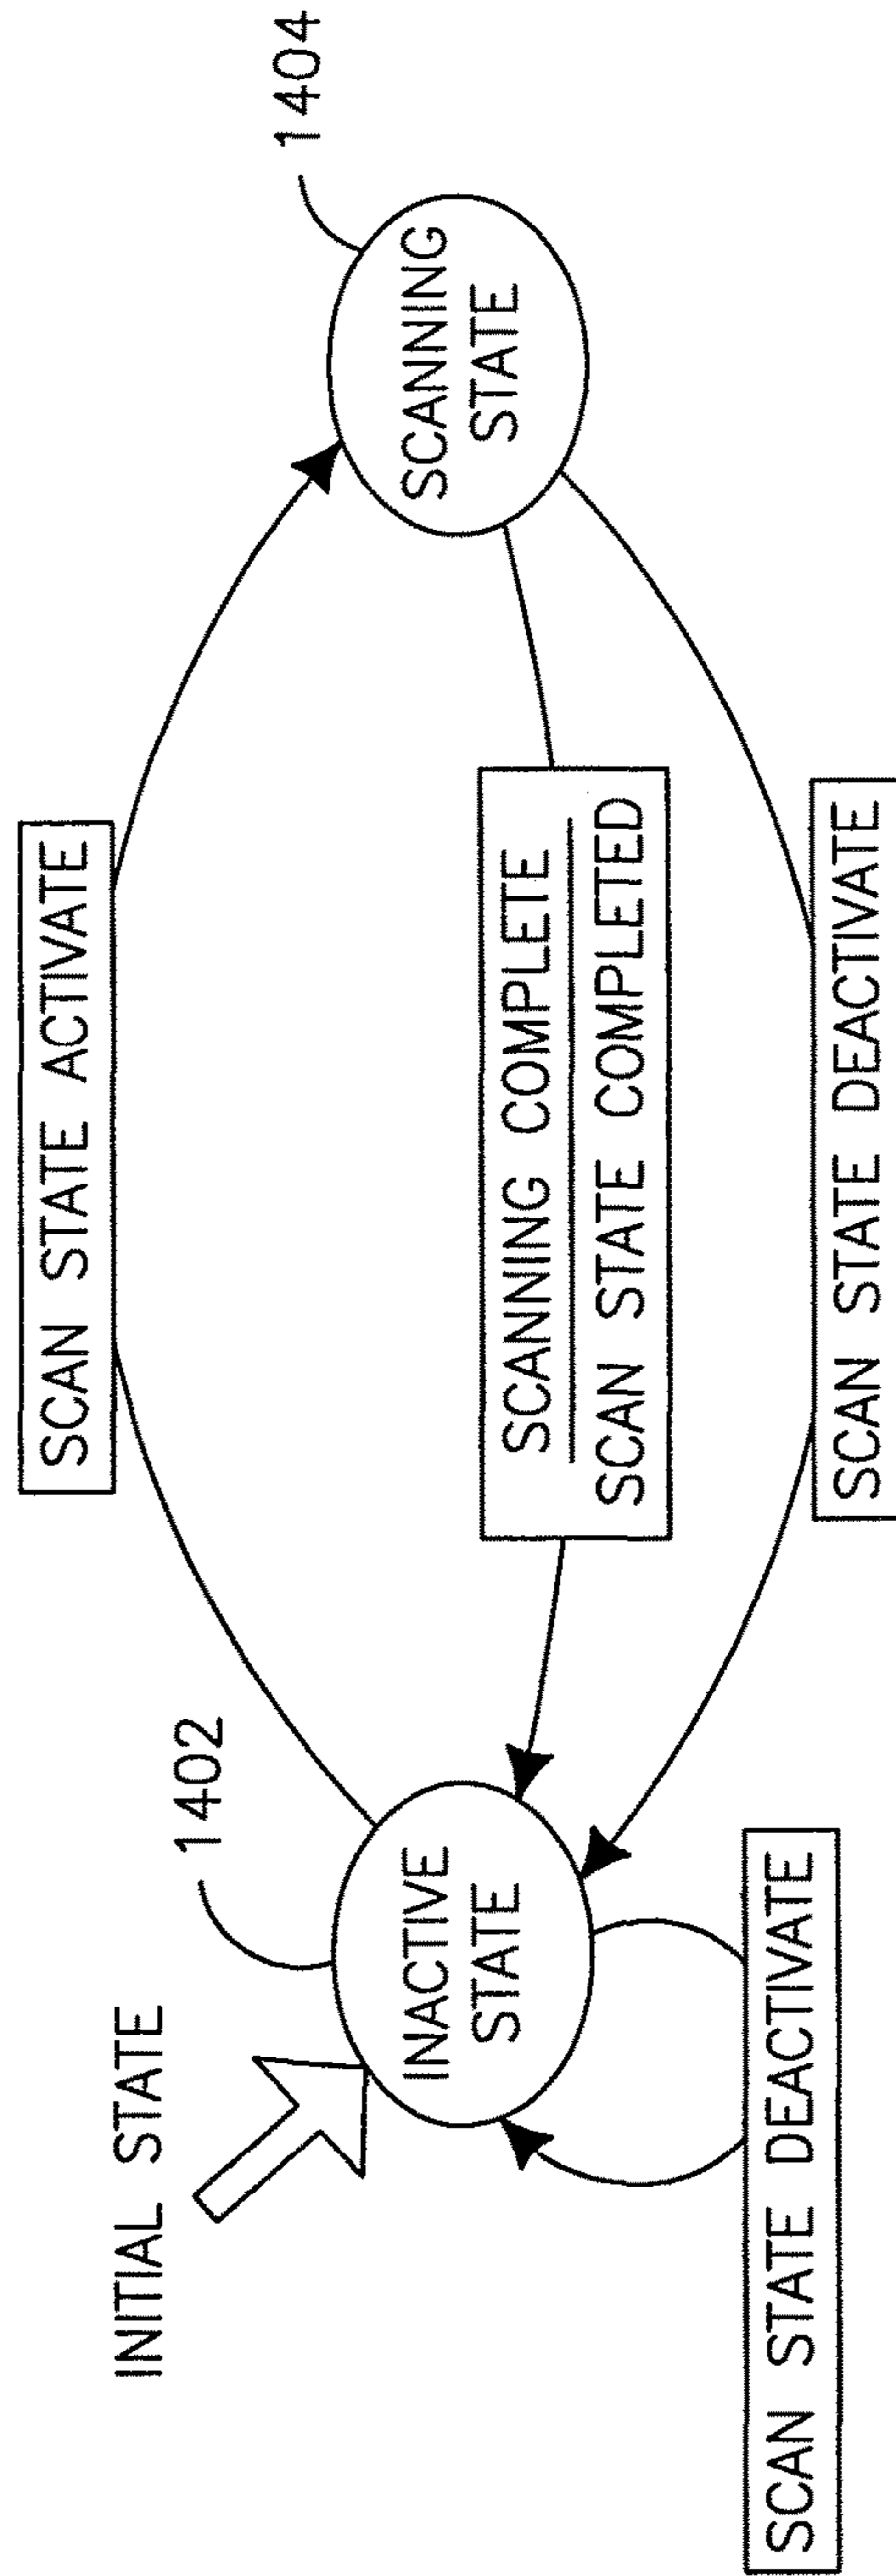 SCAN STATE ACTIVATE
INITIAL STATE
1402
1404
INACTIVE
STATE
SCANNING
STATE
SCANNING COMPLETE
SCAN STATE COMPLETED
SCAN STATE DEACTIVATE
SCAN STATE DEACTIVATE